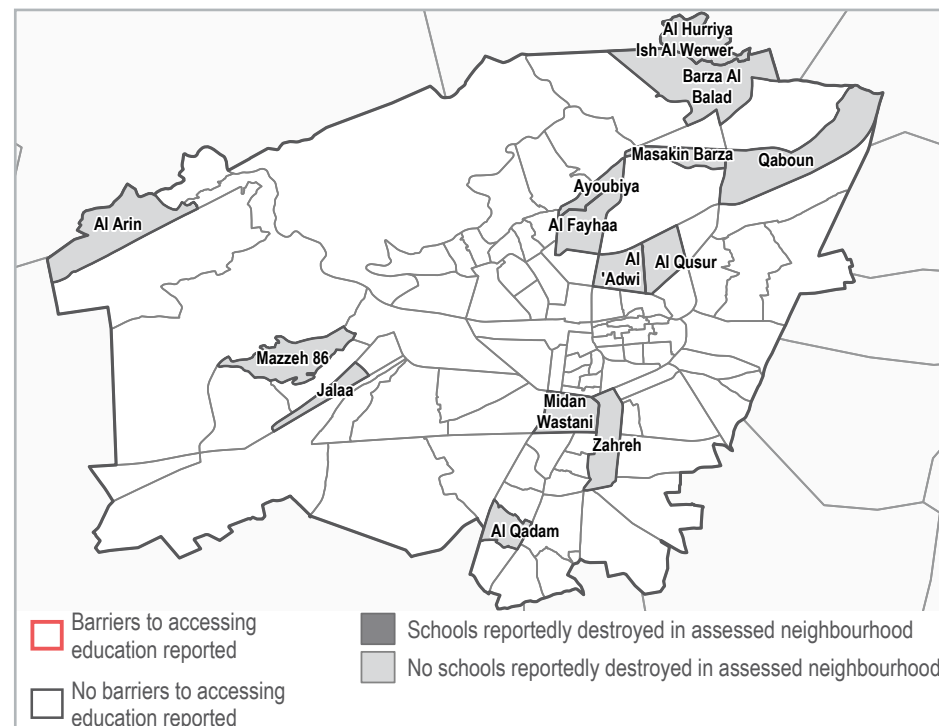 Al Hurriya
Ish Al Werwer
Barza Al
Balad
Masakin Barza
Qaboun
Ayoubiya
Al Arin
Al Fayhaa
Al
'Adwi
Al Qusur
Mazzeh 86
Jalaa
Midan
Wastani
Zahreh
Al Qadam
Barriers to accessing
education reported
No barriers to accessing
education reported
Schools reportedly destroyed in assessed neighbourhood
No schools reportedly destroyed in assessed neighbourhood